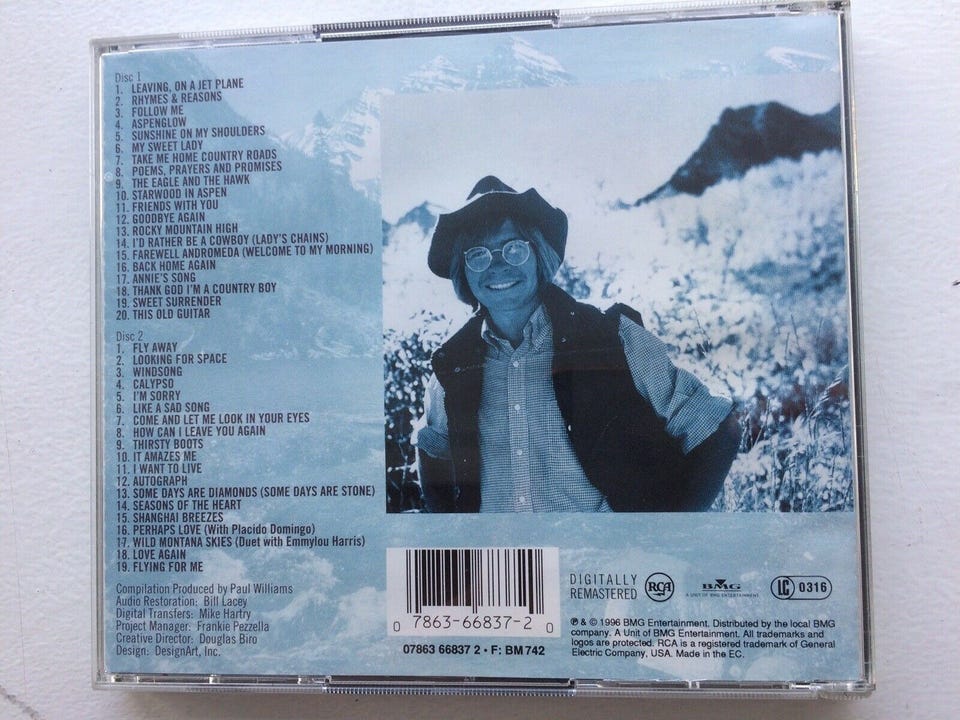 Disc 1
1. LEAVING, ON A JET PLANE
2. RHYMES & REASONS
3. FOLLOW ME
4. ASPENGLOW
5. SUNSHINE ON MY SHOULDERS
6. MY SWEET LADY
7. TAKE ME HOME COUNTRY ROADS
8. POEMS, PRAYERS AND PROMISES
9. THE EAGLE AND THE HAWK
10. STARWOOD IN ASPEN
11. FRIENDS WITH YOU
12. GOODBYE AGAIN
13. ROCKY MOUNTAIN HIGH
14. I'D RATHER BE A COWBOY (LADY'S CHAINS)
15. FAREWELL ANDROMEDA (WELCOME TO MY MORNING)
16. BACK HOME AGAIN
17. ANNIE'S SONG
18. THANK GOD I'M A COUNTRY BOY
19. SWEET SURRENDER
20. THIS OLD GUITAR
Disc 2
1. FLY AWAY
2. LOOKING FOR SPACE
3. WINDSONG
4. CALYPSO
5. I'M SORRY
6. LIKE A SAD SONG
7. COME AND LET ME LOOK IN YOUR EYES
8. HOW CAN I LEAVE YOU AGAIN
9. THIRSTY BOOTS
10. IT AMAZES ME
11. I WANT TO LIVE
12. AUTOGRAPH
13. SOME DAYS ARE DIAMONDS (SOME DAYS ARE STONE)
14. SEASONS OF THE HEART
15. SHANGHAI BREEZES
16. PERHAPS LOVE (With Placido Domingo)
17. WILD MONTANA SKIES (Duet with Emmylou Harris)
18. LOVE AGAIN
19. FLYING FOR ME
Compilation Produced by Paul Williams
Audio Restoration: Bill Lacey
Digital Transfers: Mike Hartry
Project Manager: Frankie Pezzella
Creative Director: Douglas Biro
Design: DesignArt, Inc.
0 7863-66837-2 0
07863 66837 2 • F: BM 742
DIGITALLY
REMASTERED
RCA
BMG
A UNIT OF BMG ENTERTAINMENT
LC 0316
℗ & © 1996 BMG Entertainment. Distributed by the local BMG
company. A Unit of BMG Entertainment. All trademarks and
logos are protected. RCA is a registered trademark of General
Electric Company, USA. Made in the EC.